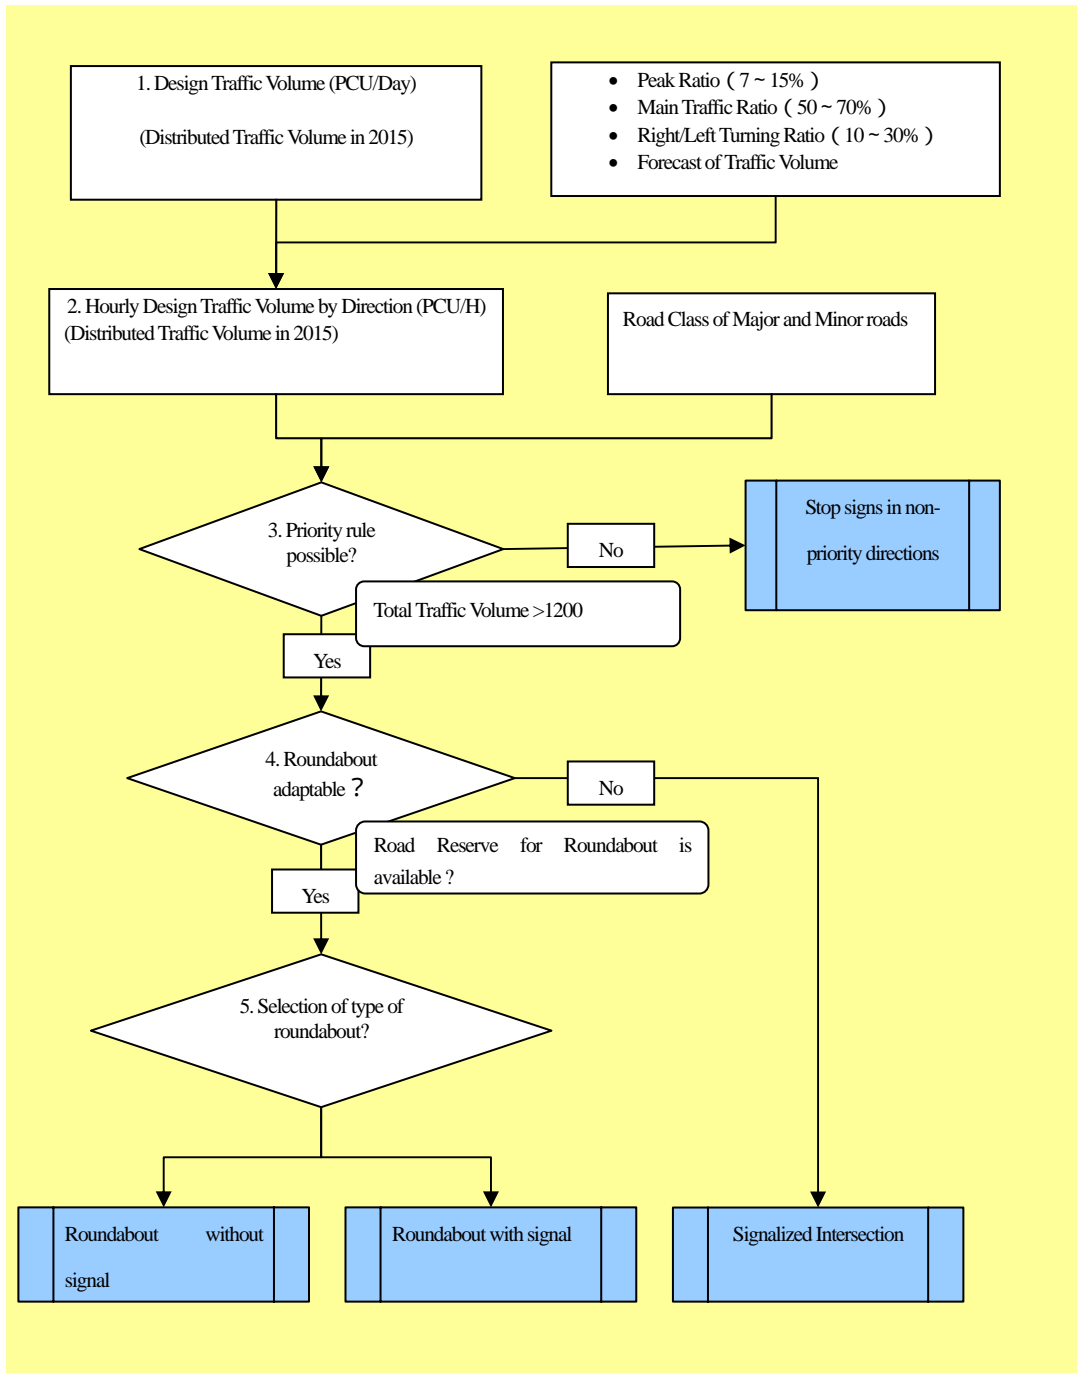 1. Design Traffic Volume (PCU/Day)
(Distributed Traffic Volume in 2015)
• Peak Ratio ( 7 ~ 15% )
• Main Traffic Ratio ( 50 ~ 70% )
• Right/Left Turning Ratio ( 10 ~ 30% )
• Forecast of Traffic Volume
2. Hourly Design Traffic Volume by Direction (PCU/H)
(Distributed Traffic Volume in 2015)
Road Class of Major and Minor roads
3. Priority rule
possible?
No
Stop signs in non-
priority directions
Total Traffic Volume >1200
Yes
4. Roundabout
adaptable ?
No
Road Reserve for Roundabout is
available ?
Yes
5. Selection of type of
roundabout?
Roundabout without
signal
Roundabout with signal
Signalized Intersection